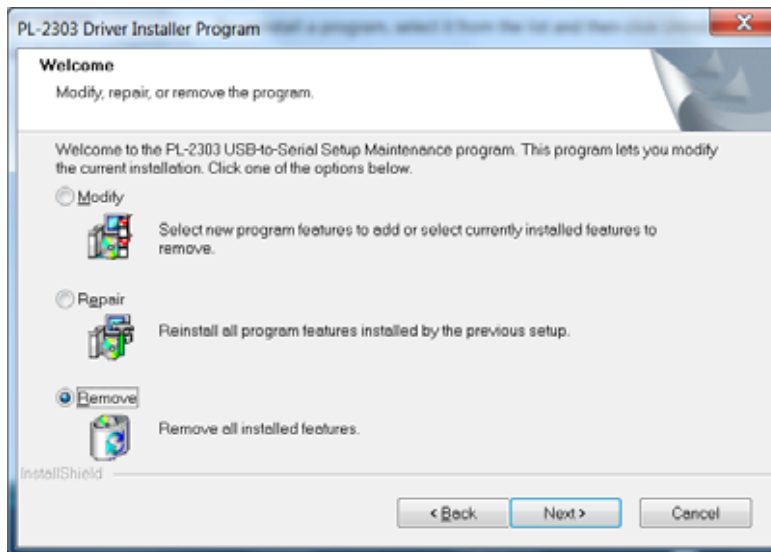 PL-2303 Driver Installer Program
Welcome
Modify, repair, or remove the program.
Welcome to the PL-2303 USB-to-Serial Setup Maintenance program. This program lets you modify
the current installation. Click one of the options below.
Modify
Select new program features to add or select currently installed features to
remove.
Repair
Reinstall all program features installed by the previous setup.
Remove
Remove all installed features.
InstallShield
< Back
Next >
Cancel